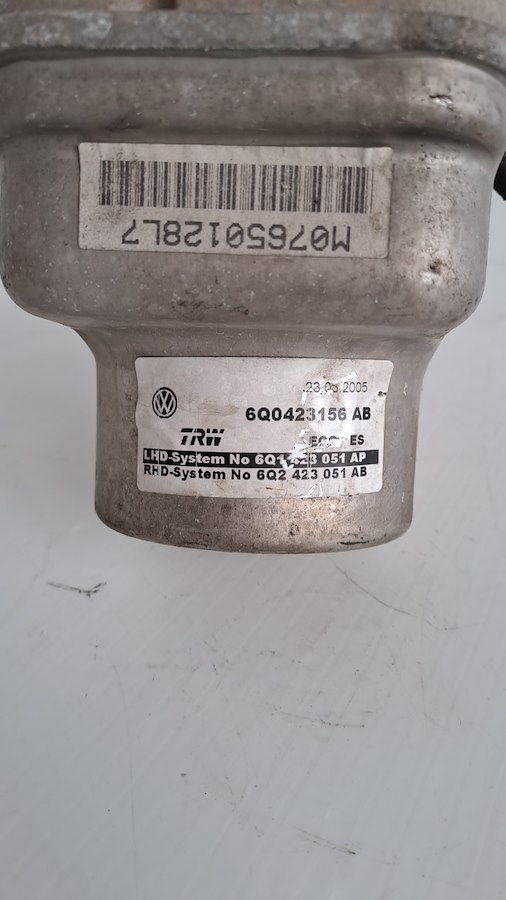 M07650128L7
23.08.2005
6Q0423156 AB
TRW
LHD-System No 6Q1 423 051 AP
RHD-System No 6Q2 423 051 AB